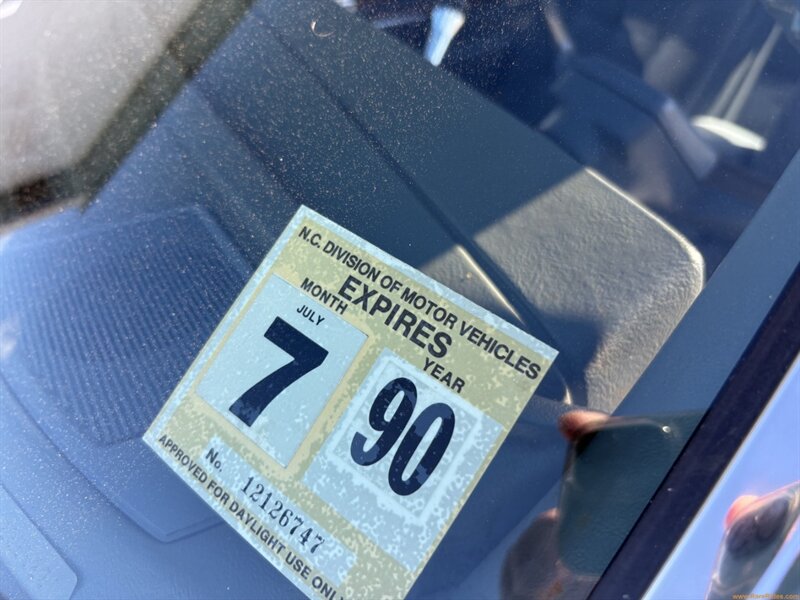 N.C. DIVISION OF MOTOR VEHICLES
EXPIRES
MONTH YEAR
JULY
7 90
No. 12126747
APPROVED FOR DAYLIGHT USE ONLY